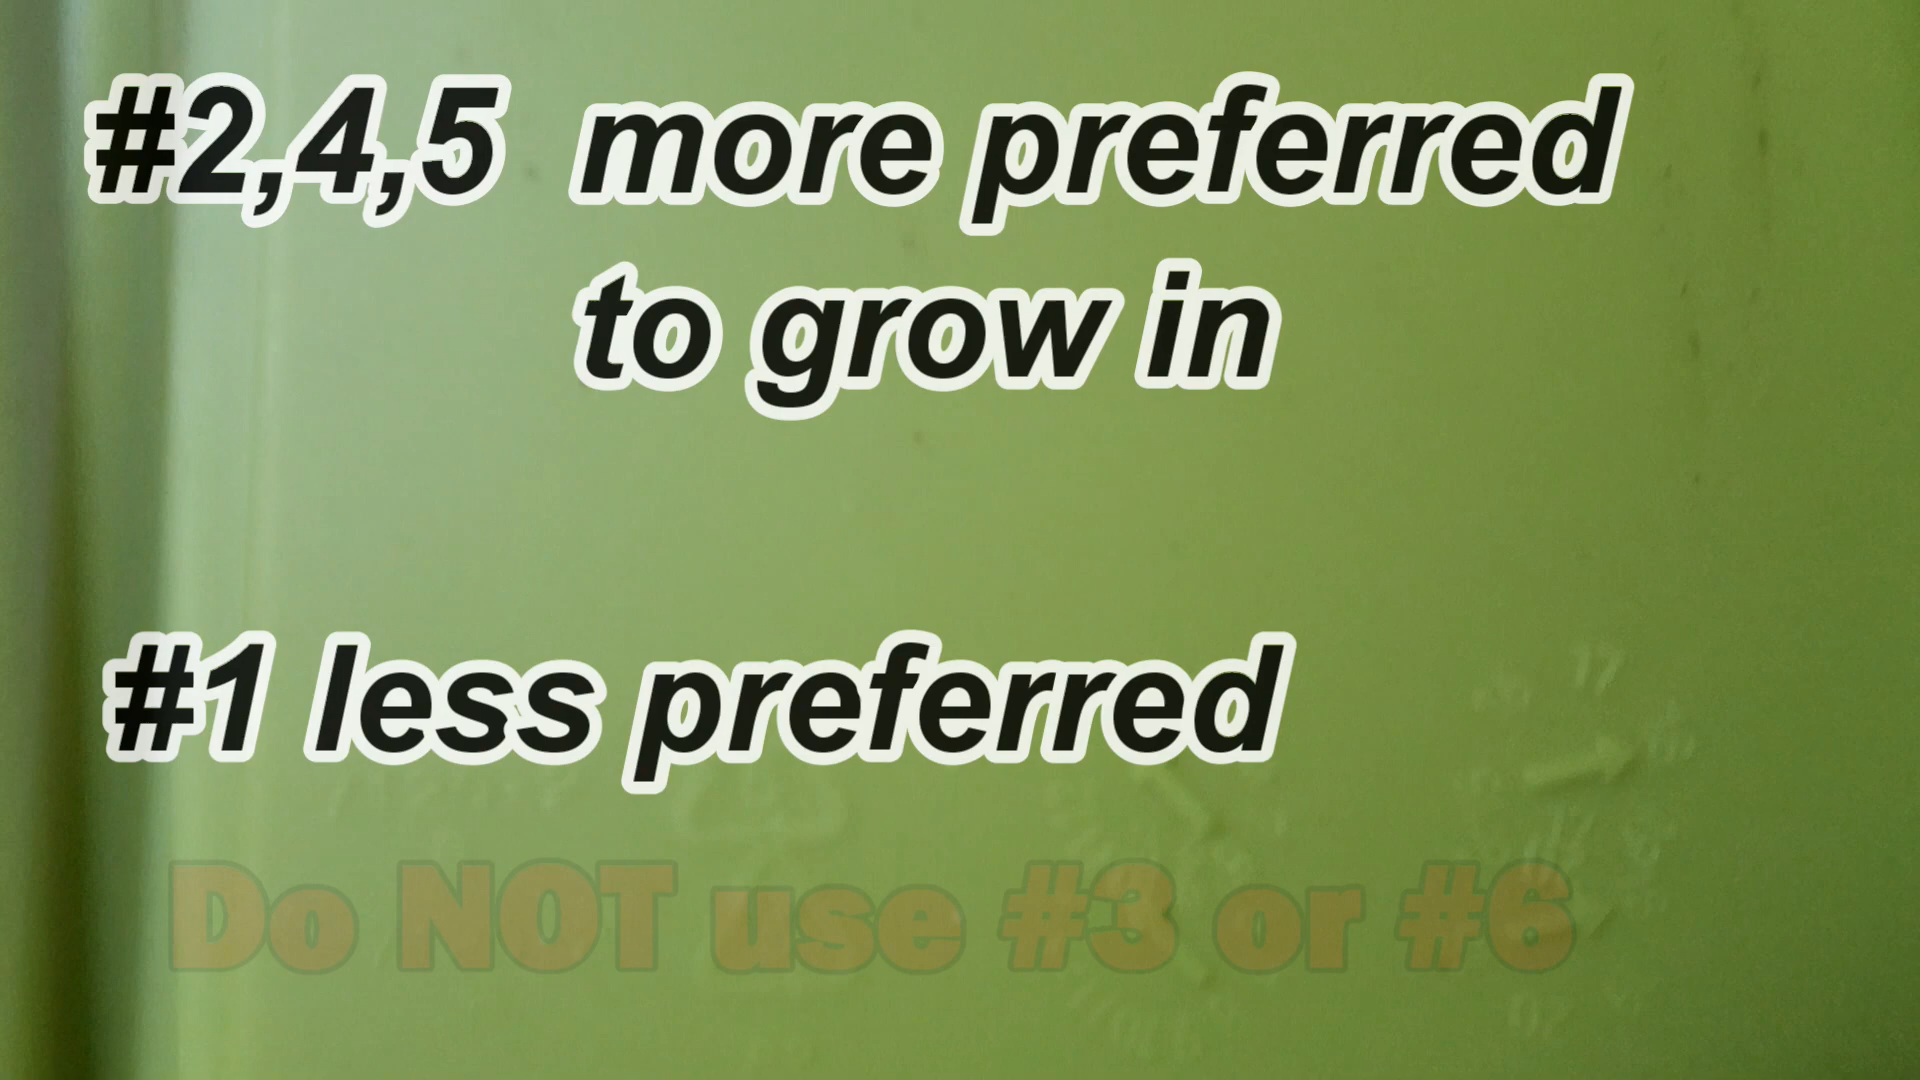 #2,4,5 more preferred
to grow in
#1 less preferred
Do NOT use #3 or #6